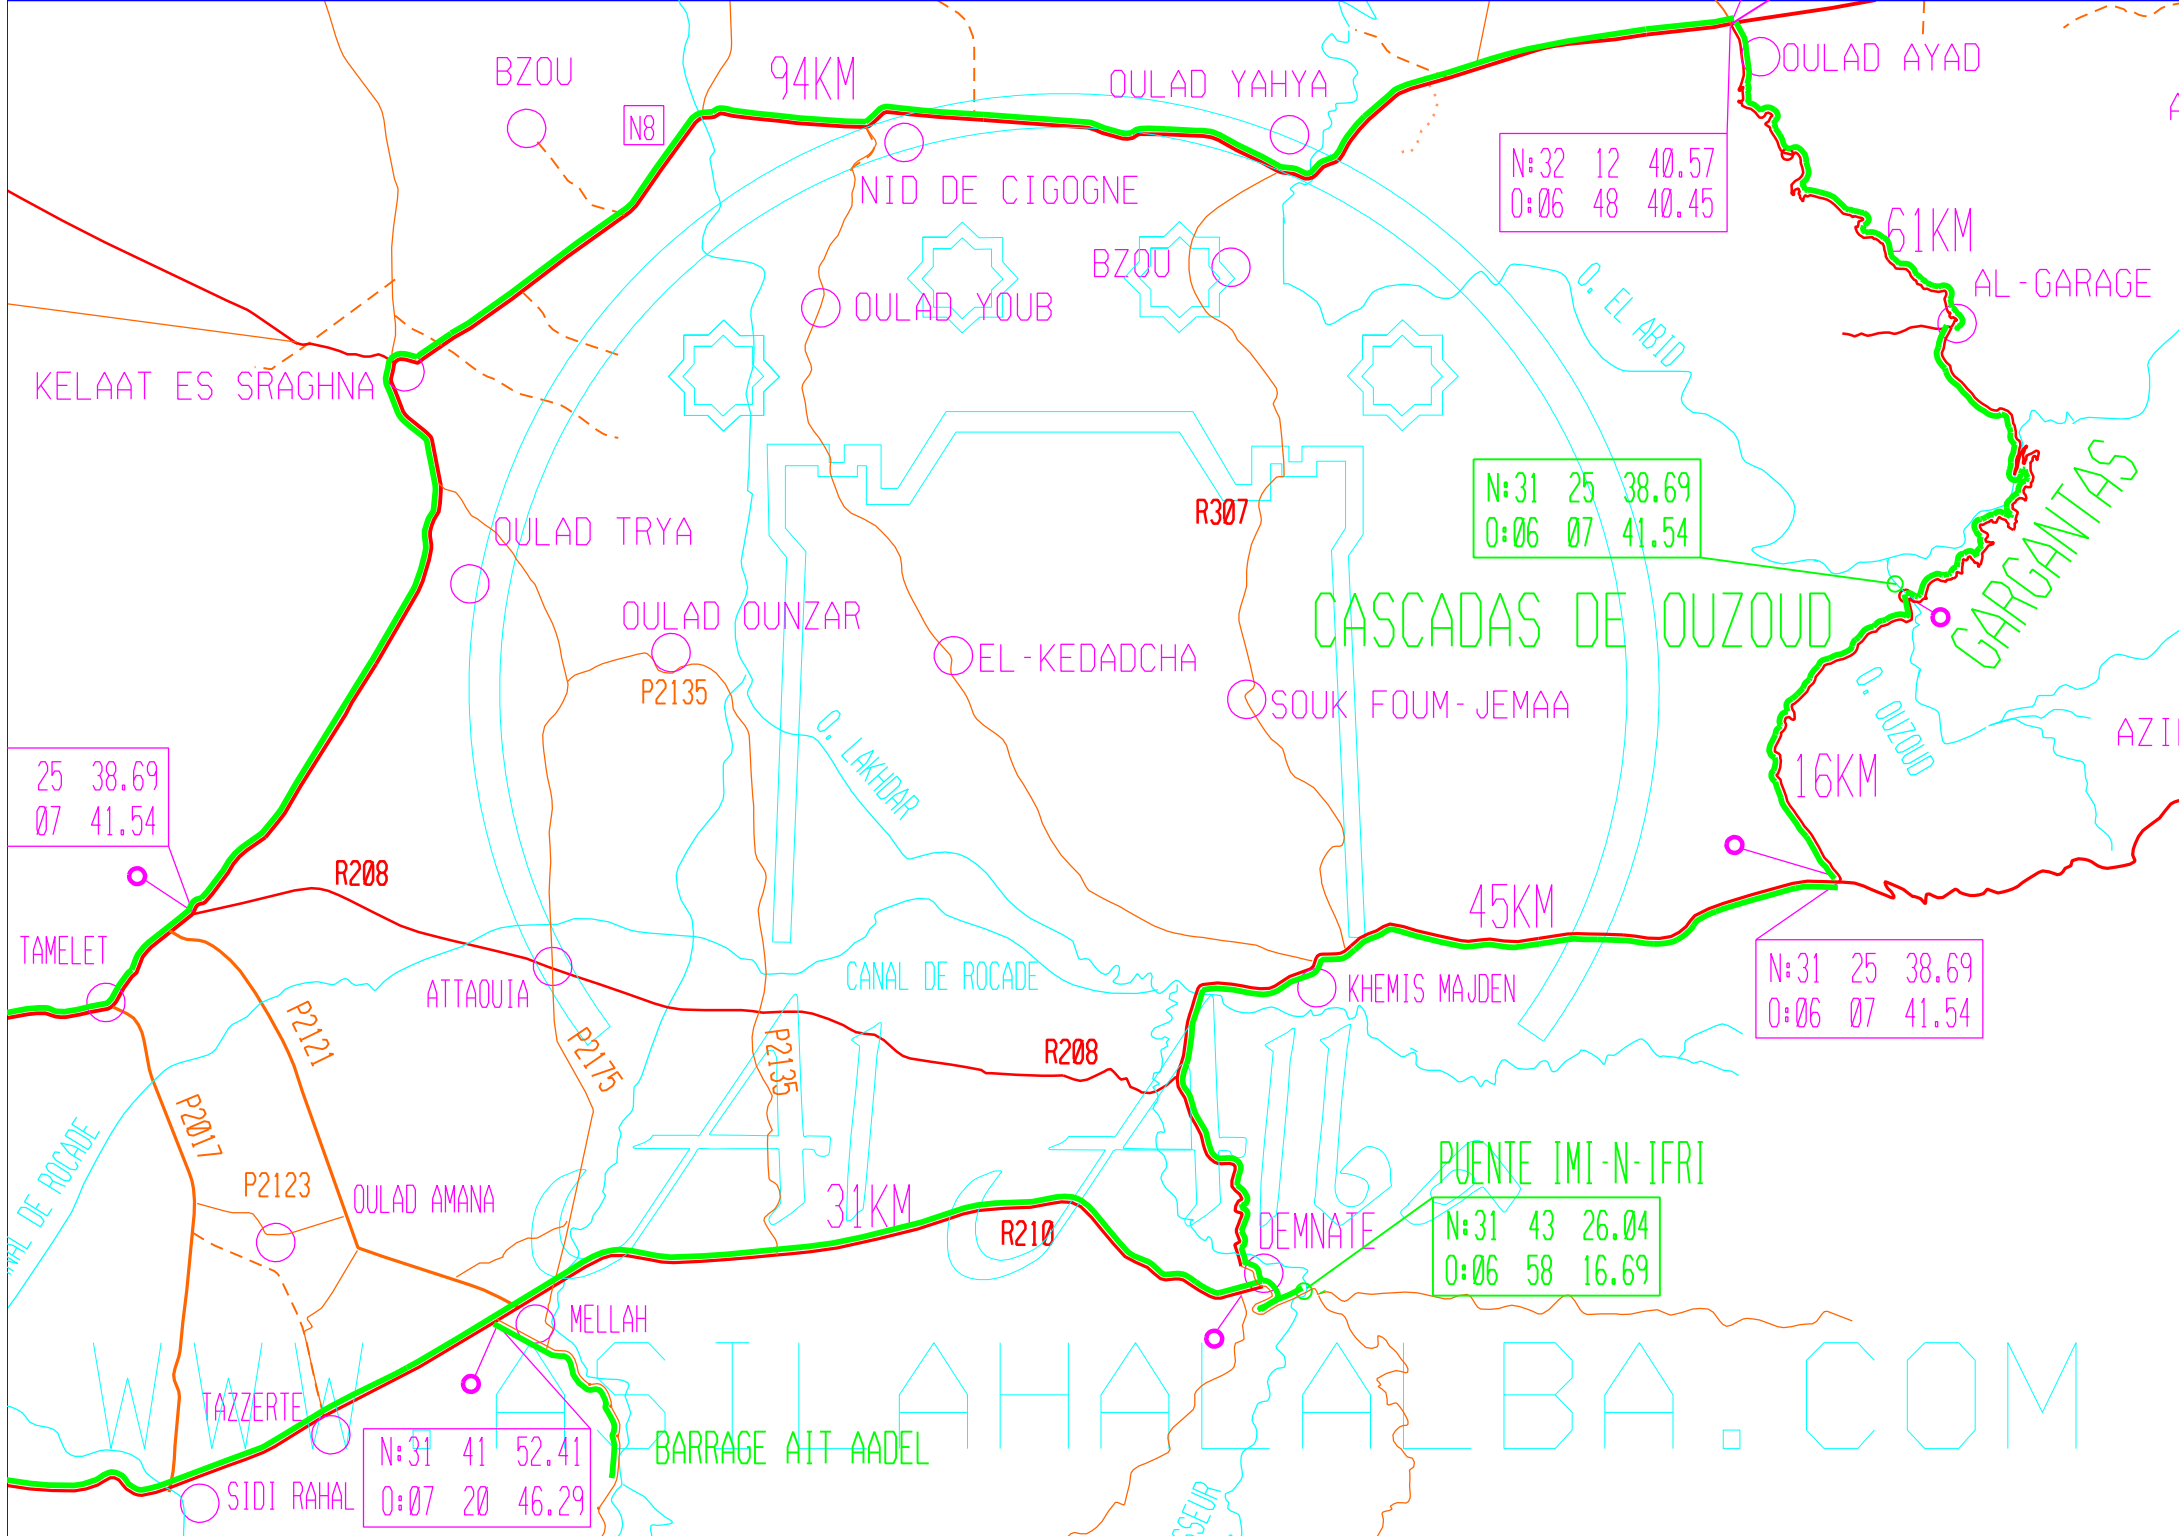 BZOU
94KM
OULAD YAHYA
OULAD AYAD
N8
N:32 12 40.57
O:06 48 40.45
NID DE CIGOGNE
61KM
BZOU
AL-GARAGE
OULAD YOUB
O. EL ABID
KELAAT ES SRAGHNA
R307
N:31 25 38.69
O:06 07 41.54
GARGANTAS
OULAD TRYA
OULAD OUNZAR
CASCADAS DE OUZOUD
EL-KEDADCHA
P2135
SOUK FOUM-JEMAA
O. OUZOUD
O. LAKHDAR
25 38.69
07 41.54
16KM
R208
45KM
TAMELET
ATTAOUIA
CANAL DE ROCADE
KHEMIS MAJDEN
N:31 25 38.69
O:06 07 41.54
P2121
P2175
P2135
R208
P2017
DE ROCADE
P2123
OULAD AMANA
31KM
R210
PUENTE IMI-N-IFRI
DEMNATE
N:31 43 26.04
O:06 58 16.69
MELLAH
WWW.ASTIAHALALBA.COM
TAZZERTE
N:31 41 52.41
O:07 20 46.29
BARRAGE AIT AADEL
SIDI RAHAL